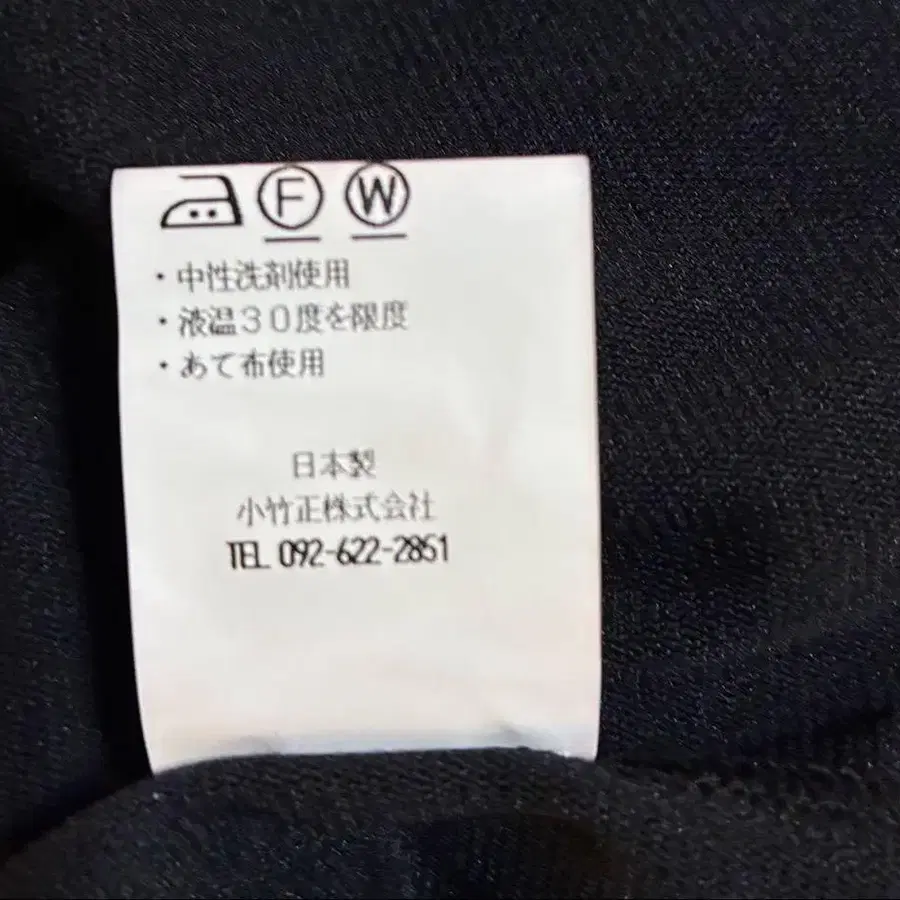 F W
・中性洗剤使用
・液温30度を限度
・あて布使用
日本製
小竹正株式会社
TEL 092-622-2851